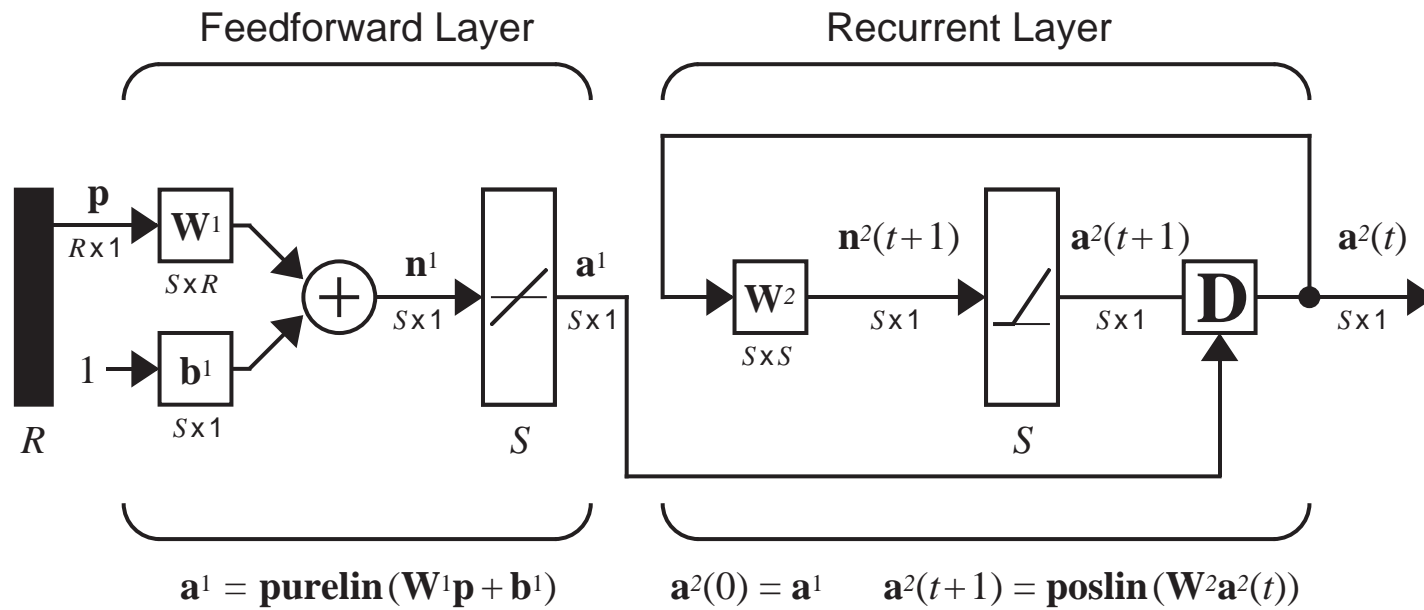 Feedforward Layer
Recurrent Layer
p
R x 1
W¹
S x R
1
b¹
S x 1
R
+
n¹
S x 1
a¹
S x 1
S
W²
S x S
n²(t + 1)
S x 1
S
a²(t + 1)
S x 1
D
a²(t)
S x 1
a¹ = purelin (W¹p + b¹)
a²(0) = a¹ a²(t + 1) = poslin (W²a²(t))